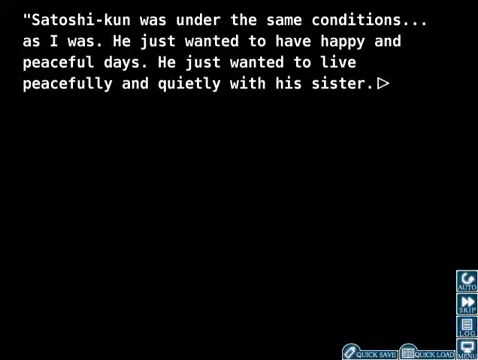 "Satoshi-kun was under the same conditions...
as I was. He just wanted to have happy and
peaceful days. He just wanted to live
peacefully and quietly with his sister.
AUTO
SKIP
LOG
QUICK SAVE QUICK LOAD MENU